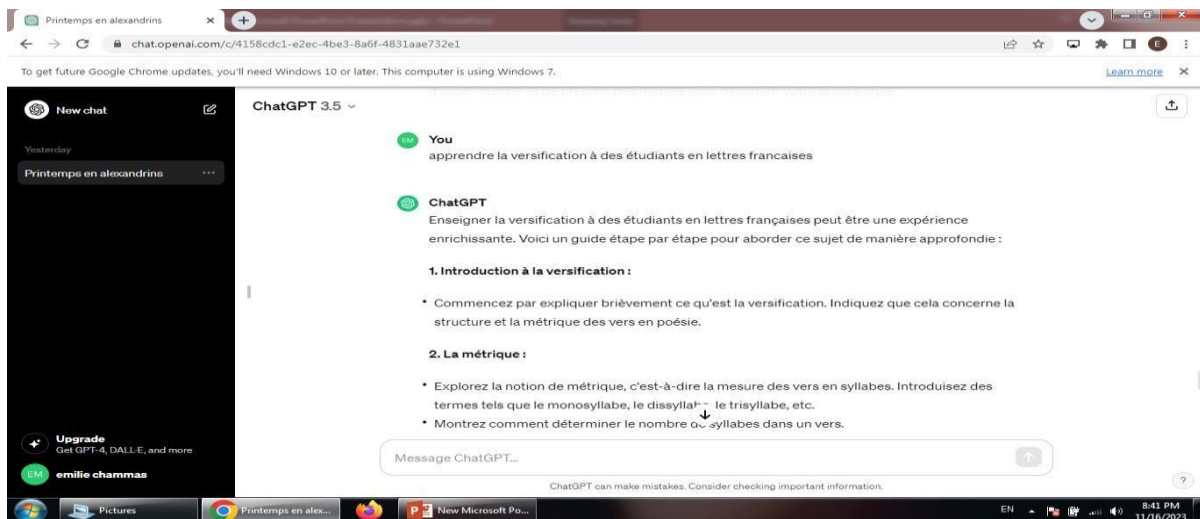 Printemps en alexandrins
chat.openai.com/c/4158cdc1-e2ec-4be3-8a6f-4831aae732e1
E
To get future Google Chrome updates, you'll need Windows 10 or later. This computer is using Windows 7.
Learn more
New chat
ChatGPT 3.5
Yesterday
Printemps en alexandrins
EM
You
apprendre la versification à des étudiants en lettres francaises
ChatGPT
Enseigner la versification à des étudiants en lettres françaises peut être une expérience
enrichissante. Voici un guide étape par étape pour aborder ce sujet de manière approfondie :
1. Introduction à la versification :
• Commencez par expliquer brièvement ce qu'est la versification. Indiquez que cela concerne la
structure et la métrique des vers en poésie.
2. La métrique :
• Explorez la notion de métrique, c'est-à-dire la mesure des vers en syllabes. Introduisez des
termes tels que le monosyllabe, le dissyllabe, le trisyllabe, etc.
• Montrez comment déterminer le nombre de syllabes dans un vers.
Upgrade
Get GPT-4, DALL·E, and more
EM
emilie chammas
Message ChatGPT...
ChatGPT can make mistakes. Consider checking important information.
?
Pictures
Printemps en alex...
New Microsoft Po...
EN
8:41 PM
11/16/2023